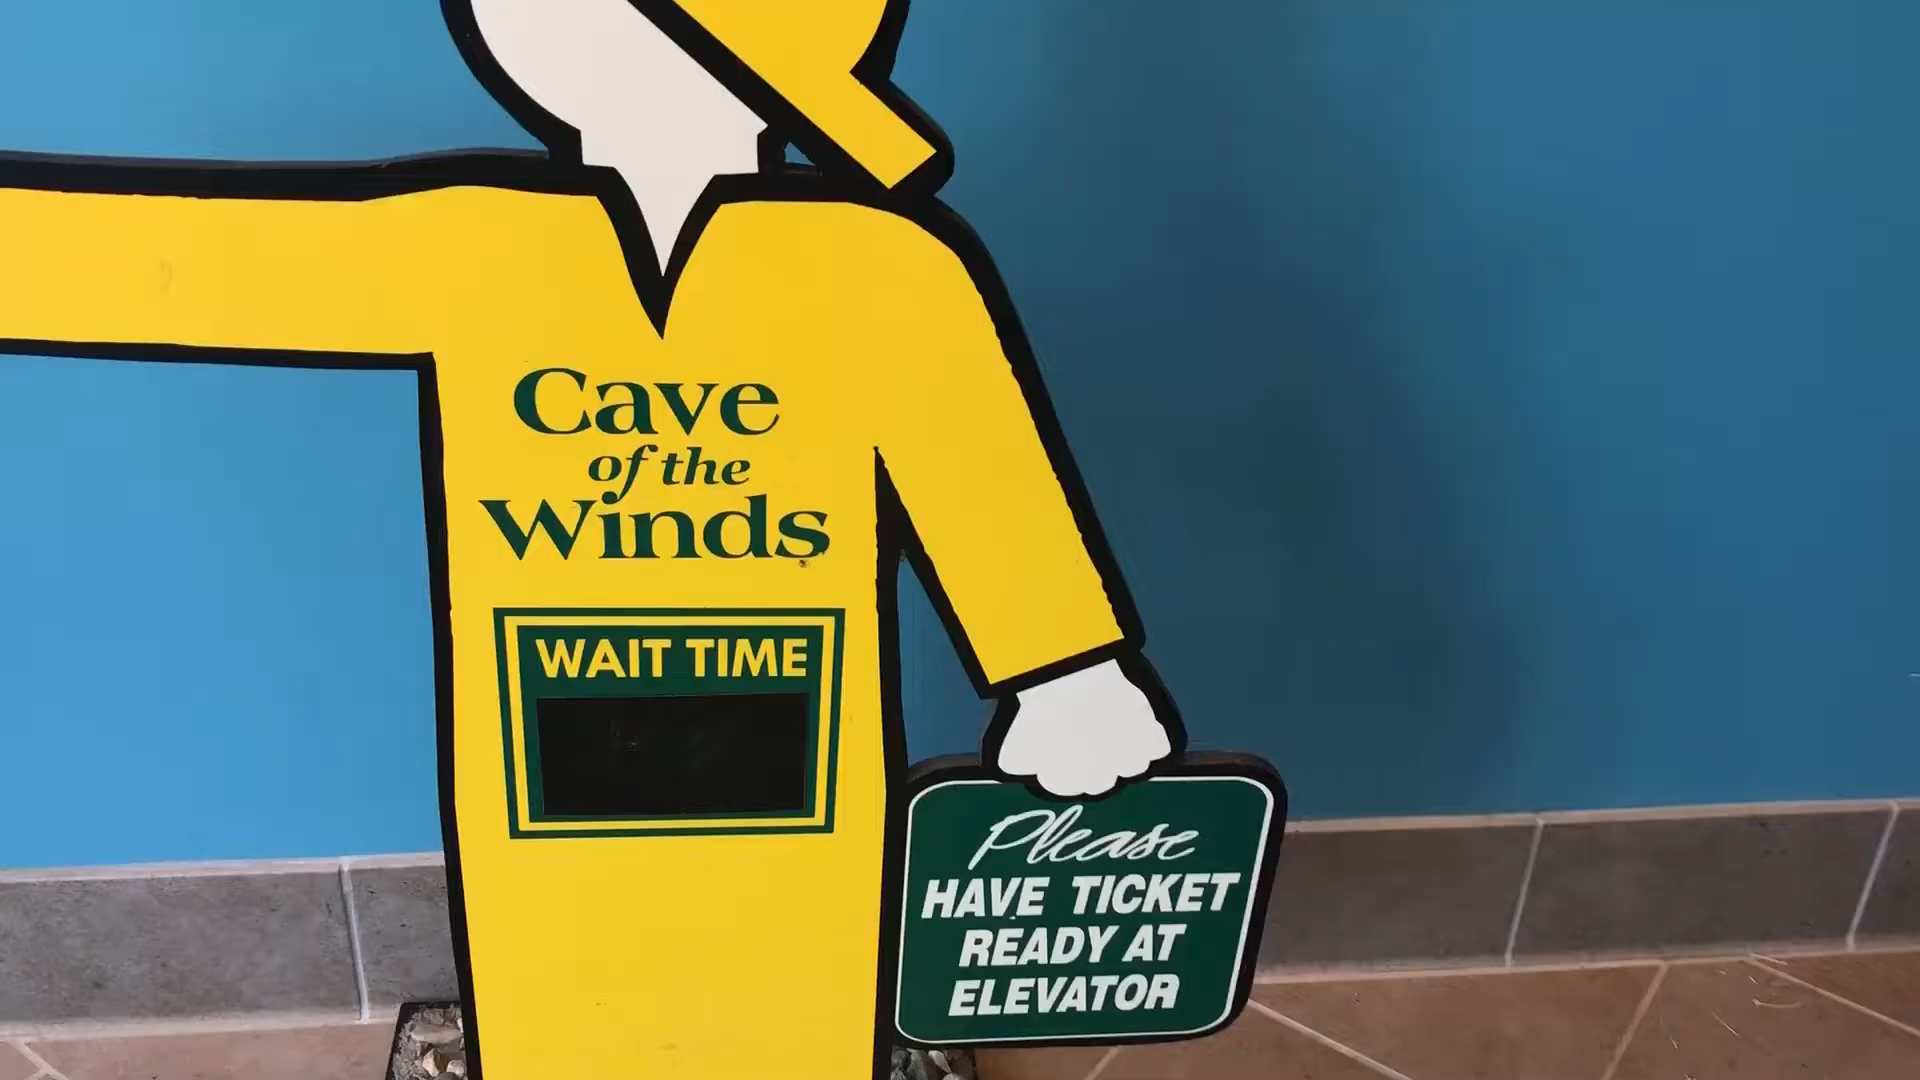 Cave
of the
Winds
WAIT TIME
Please
HAVE TICKET
READY AT
ELEVATOR